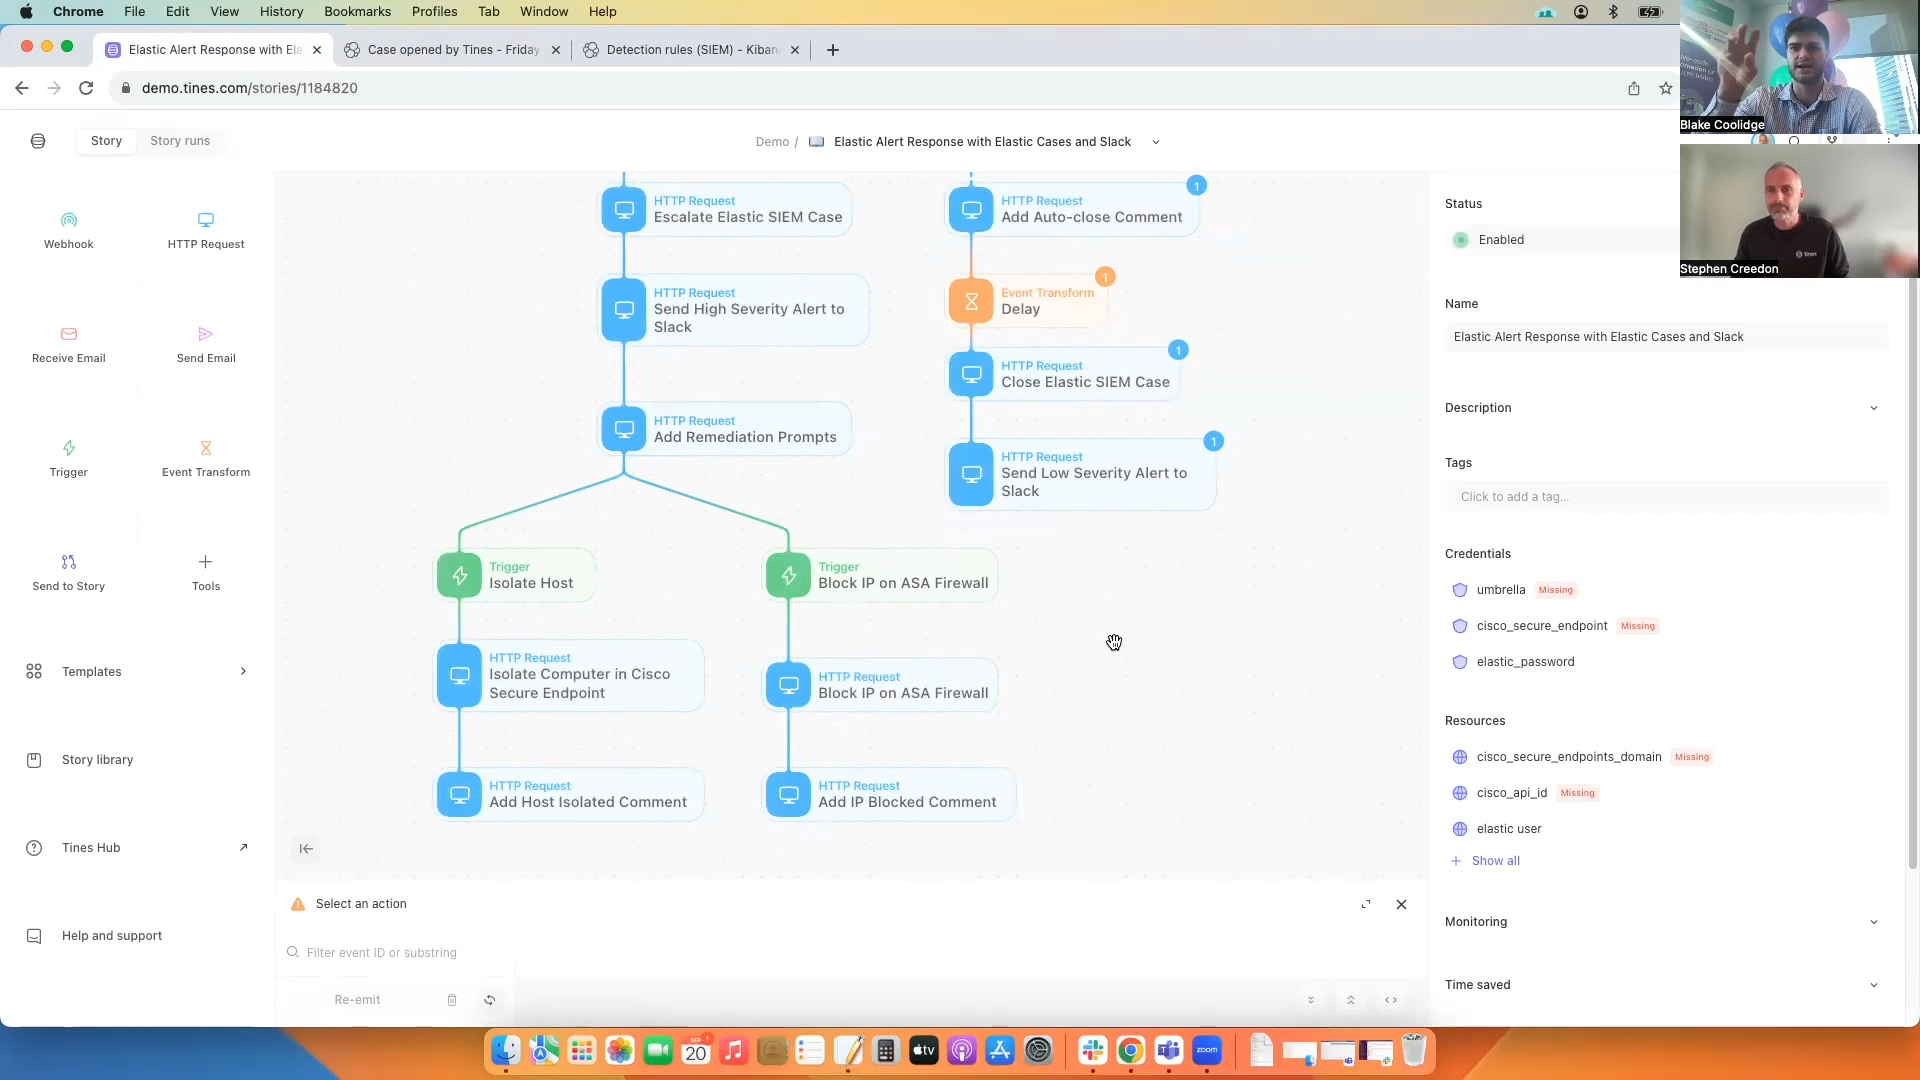 Chrome File Edit View History Bookmarks Profiles Tab Window Help
Elastic Alert Response with Ela
Case opened by Tines - Friday
Detection rules (SIEM) - Kiban
demo.tines.com/stories/1184820
Blake Coolidge
Stephen Creedon
Story
Story runs
Demo / Elastic Alert Response with Elastic Cases and Slack
Webhook
HTTP Request
Receive Email
Send Email
Trigger
Event Transform
Send to Story
Tools
Templates
Story library
Tines Hub
Help and support
HTTP Request
Escalate Elastic SIEM Case
HTTP Request
Send High Severity Alert to
Slack
HTTP Request
Add Remediation Prompts
1
HTTP Request
Add Auto-close Comment
1
Event Transform
Delay
1
HTTP Request
Close Elastic SIEM Case
1
HTTP Request
Send Low Severity Alert to
Slack
Trigger
Isolate Host
Trigger
Block IP on ASA Firewall
HTTP Request
Isolate Computer in Cisco
Secure Endpoint
HTTP Request
Block IP on ASA Firewall
HTTP Request
Add Host Isolated Comment
HTTP Request
Add IP Blocked Comment
Select an action
Filter event ID or substring
Re-emit
Status
Enabled
Name
Elastic Alert Response with Elastic Cases and Slack
Description
Tags
Click to add a tag...
Credentials
umbrella Missing
cisco_secure_endpoint Missing
elastic_password
Resources
cisco_secure_endpoints_domain Missing
cisco_api_id Missing
elastic user
Show all
Monitoring
Time saved
SEP
20
1
tv
zoom